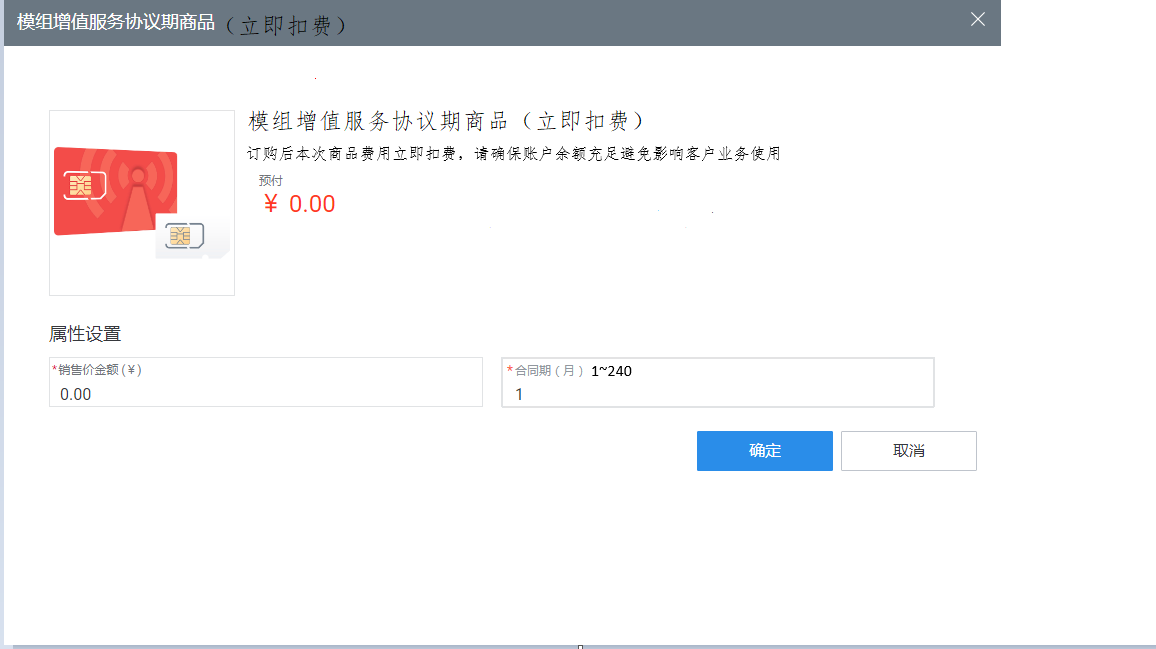 模组增值服务协议期商品（立即扣费）
模组增值服务协议期商品（立即扣费）
订购后本次商品费用立即扣费，请确保账户余额充足避免影响客户业务使用
预付
¥ 0.00
属性设置
*销售价金额(¥)
0.00
*合同期（月） 1~240
1
确定 取消